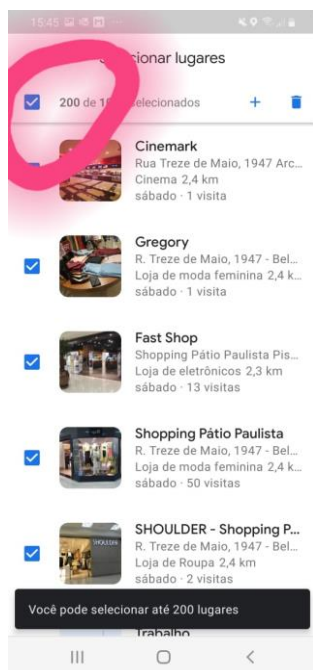 15:45
cionar lugares
200 de selecionados
Cinemark
Rua Treze de Maio, 1947 Arc...
Cinema 2,4 km
sábado · 1 visita
Gregory
R. Treze de Maio, 1947 - Bel...
Loja de moda feminina 2,4 k...
sábado · 1 visita
Fast Shop
Shopping Pátio Paulista Pis...
Loja de eletrônicos 2,3 km
sábado · 13 visitas
Shopping Pátio Paulista
R. Treze de Maio, 1947 - Bel...
Loja de moda feminina 2,4 k...
sábado · 50 visitas
SHOULDER - Shopping P...
R. Treze de Maio, 1947 - Bel...
Loja de Roupa 2,4 km
sábado · 2 visitas
Você pode selecionar até 200 lugares
Trabalho